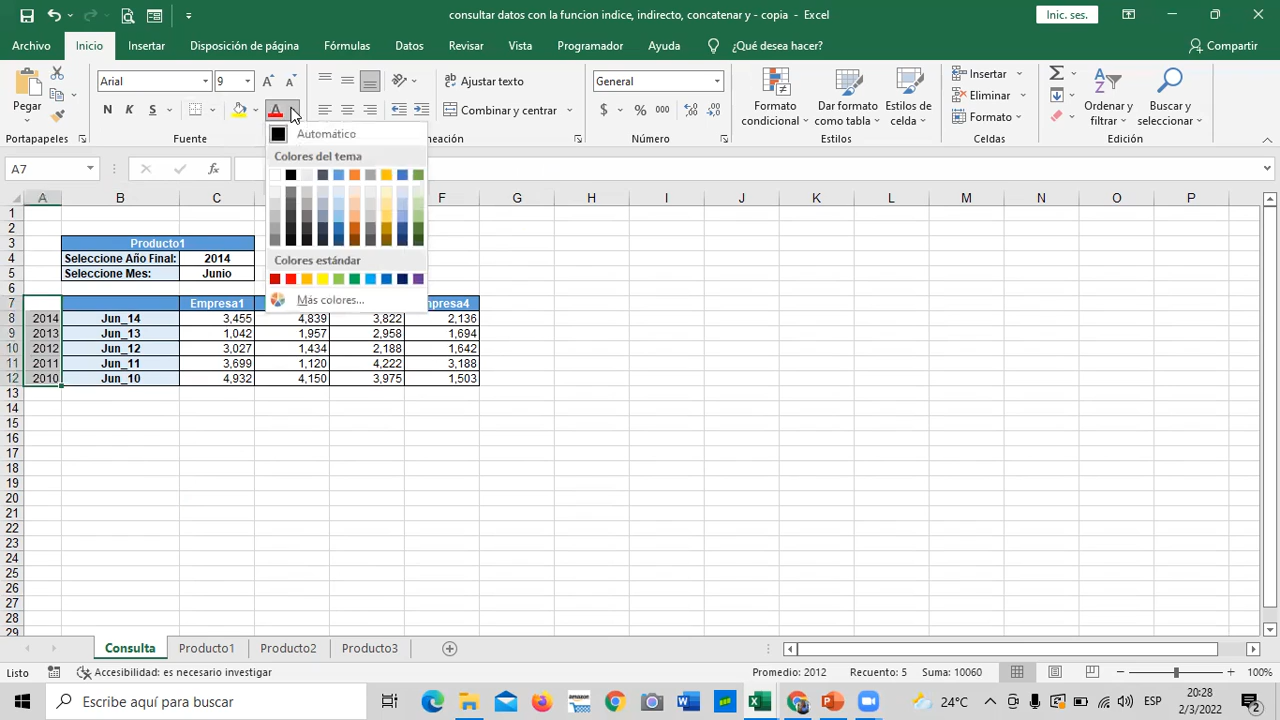 consultar datos con la funcion indice, indirecto, concatenar y - copia - Excel
Inic. ses.
Archivo Inicio Insertar Disposición de página Fórmulas Datos Revisar Vista Programador Ayuda ¿Qué desea hacer? Compartir
Pegar
Arial 9
N K S
Ajustar texto
Combinar y centrar
General
$ % 000
Formato condicional
Dar formato como tabla
Estilos de celda
Insertar
Eliminar
Formato
Ordenar y filtrar
Buscar y seleccionar
Portapapeles Fuente Número Estilos Celdas Edición
A7 fx
Automático
Colores del tema
Colores estándar
Más colores...
A B C F G H I J K L M N O P
1
2
3 Producto1
4 Seleccione Año Final: 2014
5 Seleccione Mes: Junio
6
7 Empresa1
8 2014 Jun_14 3,455 4,839 3,822 2,136
9 2013 Jun_13 1,042 1,957 2,958 1,694
10 2012 Jun_12 3,027 1,434 2,188 1,642
11 2011 Jun_11 3,699 1,120 4,222 3,188
12 2010 Jun_10 4,932 4,150 3,975 1,503
13
14
15
16
17
18
19
20
21
22
23
24
25
26
27
28
29
Consulta Producto1 Producto2 Producto3
Listo Accesibilidad: es necesario investigar Promedio: 2012 Recuento: 5 Suma: 10060 100%
Escribe aquí para buscar 24°C ESP 20:28
2/3/2022
2